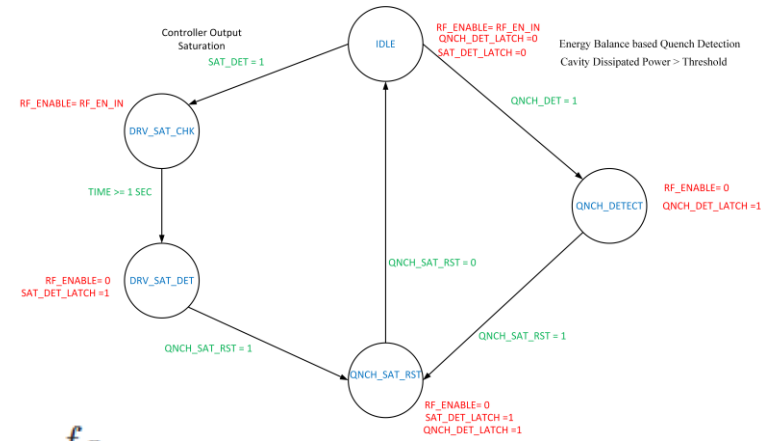 Controller Output
Saturation
SAT_DET = 1
IDLE
RF_ENABLE= RF_EN_IN
QNCH_DET_LATCH =0
SAT_DET_LATCH =0
Energy Balance based Quench Detection
Cavity Dissipated Power > Threshold
RF_ENABLE= RF_EN_IN
DRV_SAT_CHK
QNCH_DET = 1
TIME >= 1 SEC
QNCH_DETECT
RF_ENABLE= 0
QNCH_DET_LATCH =1
RF_ENABLE= 0
SAT_DET_LATCH =1
DRV_SAT_DET
QNCH_SAT_RST = 0
QNCH_SAT_RST = 1
QNCH_SAT_RST = 1
QNCH_SAT_RST
RF_ENABLE= 0
SAT_DET_LATCH =1
QNCH_DET_LATCH =1